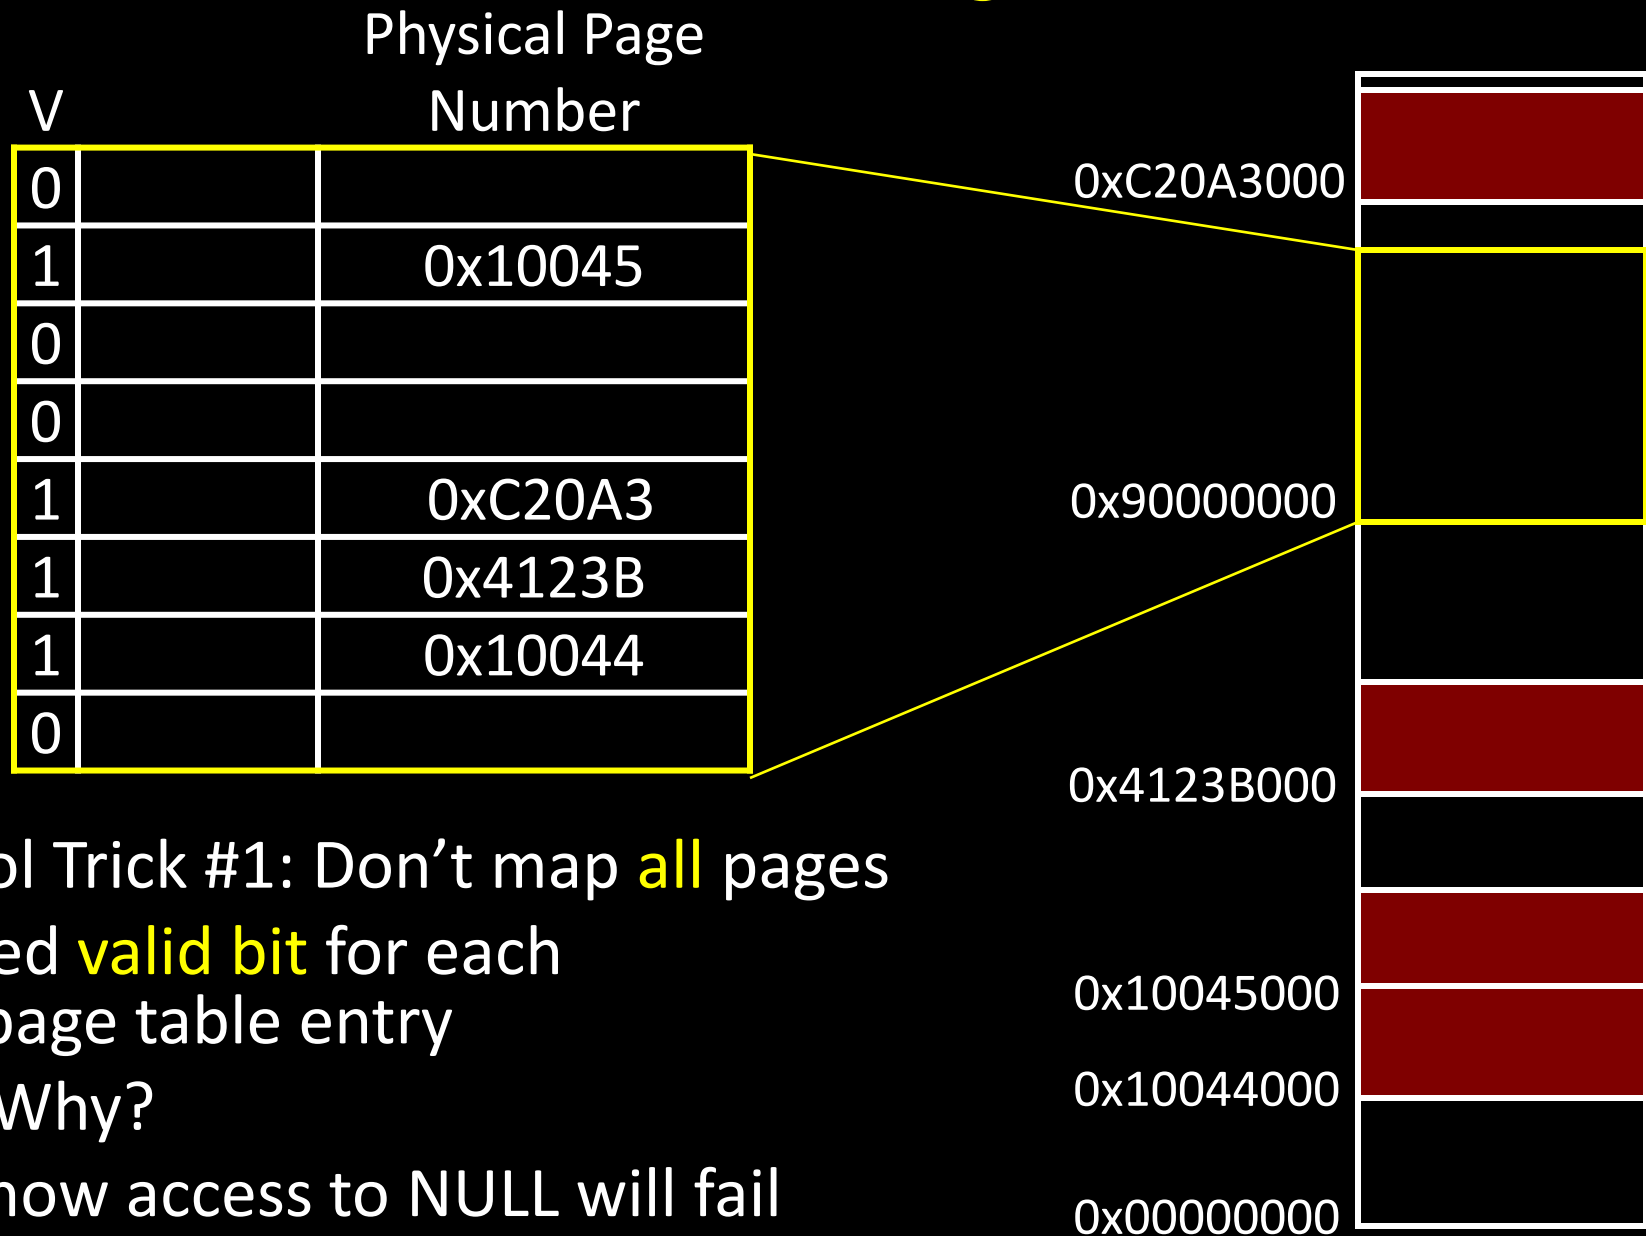 Physical Page
Number
V
0
1 0x10045
0
0
1 0xC20A3
1 0x4123B
1 0x10044
0
0xC20A3000
0x90000000
0x4123B000
0x10045000
0x10044000
0x00000000
ol Trick #1: Don’t map all pages
ed valid bit for each
page table entry
Why?
now access to NULL will fail